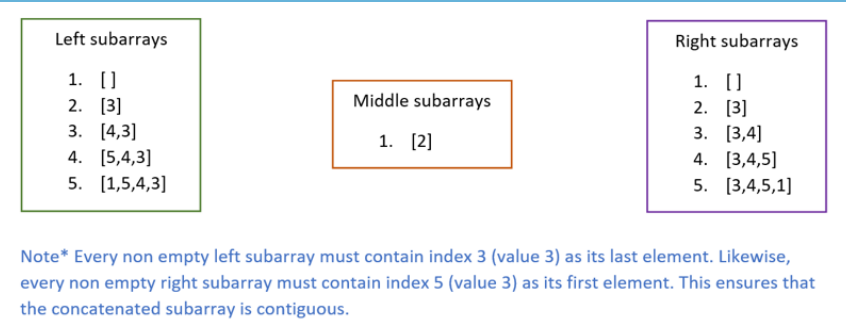 Left subarrays
1. [ ]
2. [3]
3. [4,3]
4. [5,4,3]
5. [1,5,4,3]
Middle subarrays
1. [2]
Right subarrays
1. [ ]
2. [3]
3. [3,4]
4. [3,4,5]
5. [3,4,5,1]
Note* Every non empty left subarray must contain index 3 (value 3) as its last element. Likewise,
every non empty right subarray must contain index 5 (value 3) as its first element. This ensures that
the concatenated subarray is contiguous.